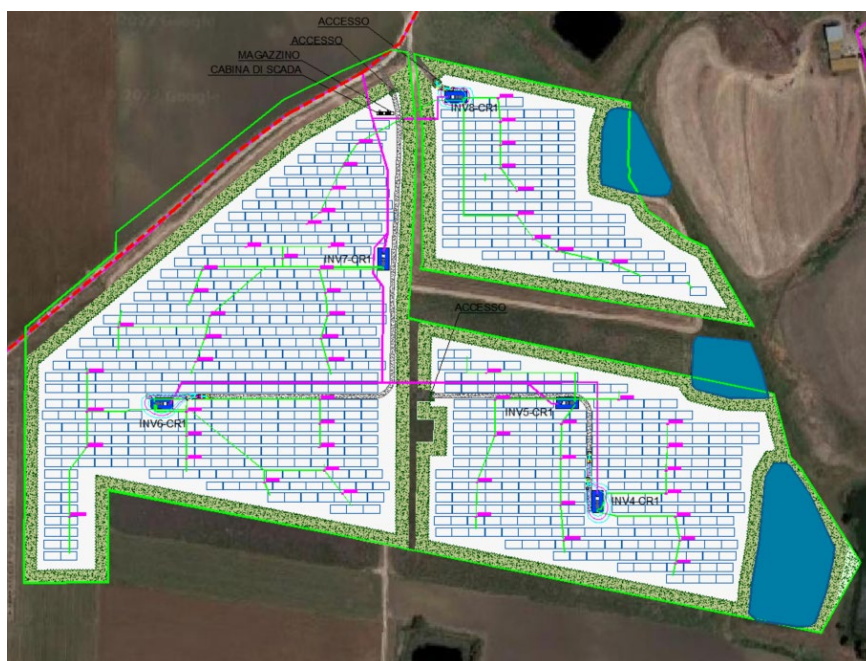 ACCESSO
ACCESSO
MAGAZZINO
CABINA DI SCADA
INV8-CR1
INV7-CR1
ACCESSO
INV6-CR1
INV5-CR1
INV4-CR1